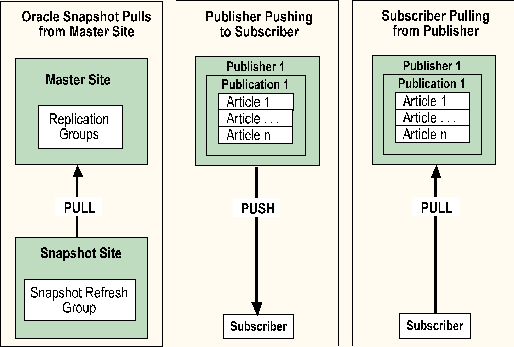 Oracle Snapshot Pulls
from Master Site
Master Site
Replication
Groups
PULL
Snapshot Site
Snapshot Refresh
Group
Publisher Pushing
to Subscriber
Publisher 1
Publication 1
Article 1
Article . . .
Article n
PUSH
Subscriber
Subscriber Pulling
from Publisher
Publisher 1
Publication 1
Article 1
Article . . .
Article n
PULL
Subscriber